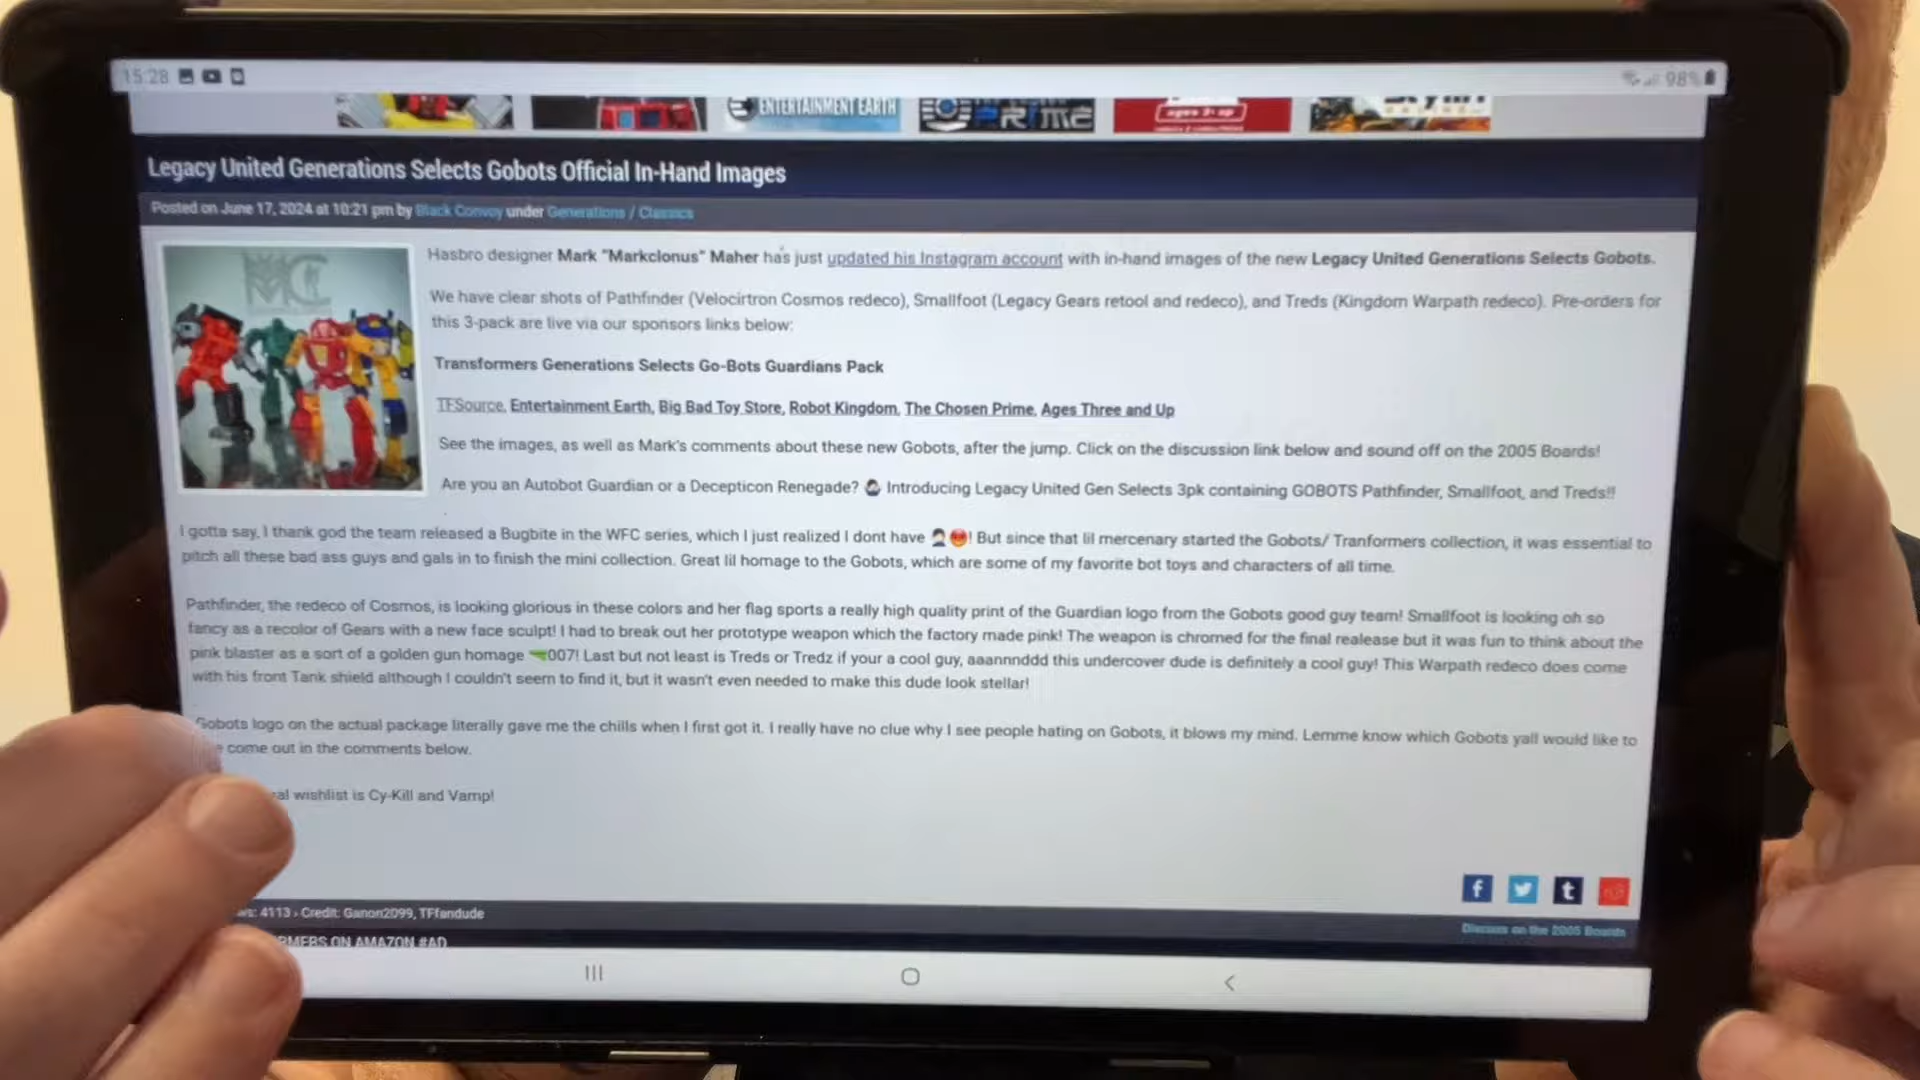 15:28
98%
ENTERTAINMENT EARTH
PRIME
ages 3+ up
Legacy United Generations Selects Gobots Official In-Hand Images
Posted on June 17, 2024 at 10:21 pm by Black Convoy under Generations / Classics
MC
Hasbro designer Mark "Markclonus" Maher has just updated his Instagram account with in-hand images of the new Legacy United Generations Selects Gobots.
We have clear shots of Pathfinder (Velocirtron Cosmos redeco), Smallfoot (Legacy Gears retool and redeco), and Treds (Kingdom Warpath redeco). Pre-orders for
this 3-pack are live via our sponsors links below:
Transformers Generations Selects Go-Bots Guardians Pack
TFSource, Entertainment Earth, Big Bad Toy Store, Robot Kingdom, The Chosen Prime, Ages Three and Up
See the images, as well as Mark's comments about these new Gobots, after the jump. Click on the discussion link below and sound off on the 2005 Boards!
Are you an Autobot Guardian or a Decepticon Renegade? Introducing Legacy United Gen Selects 3pk containing GOBOTS Pathfinder, Smallfoot, and Treds!!
I gotta say, I thank god the team released a Bugbite in the WFC series, which I just realized I dont have ! But since that lil mercenary started the Gobots/ Tranformers collection, it was essential to
pitch all these bad ass guys and gals in to finish the mini collection. Great lil homage to the Gobots, which are some of my favorite bot toys and characters of all time.
Pathfinder, the redeco of Cosmos, is looking glorious in these colors and her flag sports a really high quality print of the Guardian logo from the Gobots good guy team! Smallfoot is looking oh so
fancy as a recolor of Gears with a new face sculpt! I had to break out her prototype weapon which the factory made pink! The weapon is chromed for the final realease but it was fun to think about the
pink blaster as a sort of a golden gun homage 007! Last but not least is Treds or Tredz if your a cool guy, aaannnddd this undercover dude is definitely a cool guy! This Warpath redeco does come
with his front Tank shield although I couldn't seem to find it, but it wasn't even needed to make this dude look stellar!
Gobots logo on the actual package literally gave me the chills when I first got it. I really have no clue why I see people hating on Gobots, it blows my mind. Lemme know which Gobots yall would like to
come out in the comments below.
wishlist is Cy-Kill and Vamp!
4113 › Credit: Ganon2099, TFfandude
Discuss on the 2005 Boards
ON AMAZON #AD